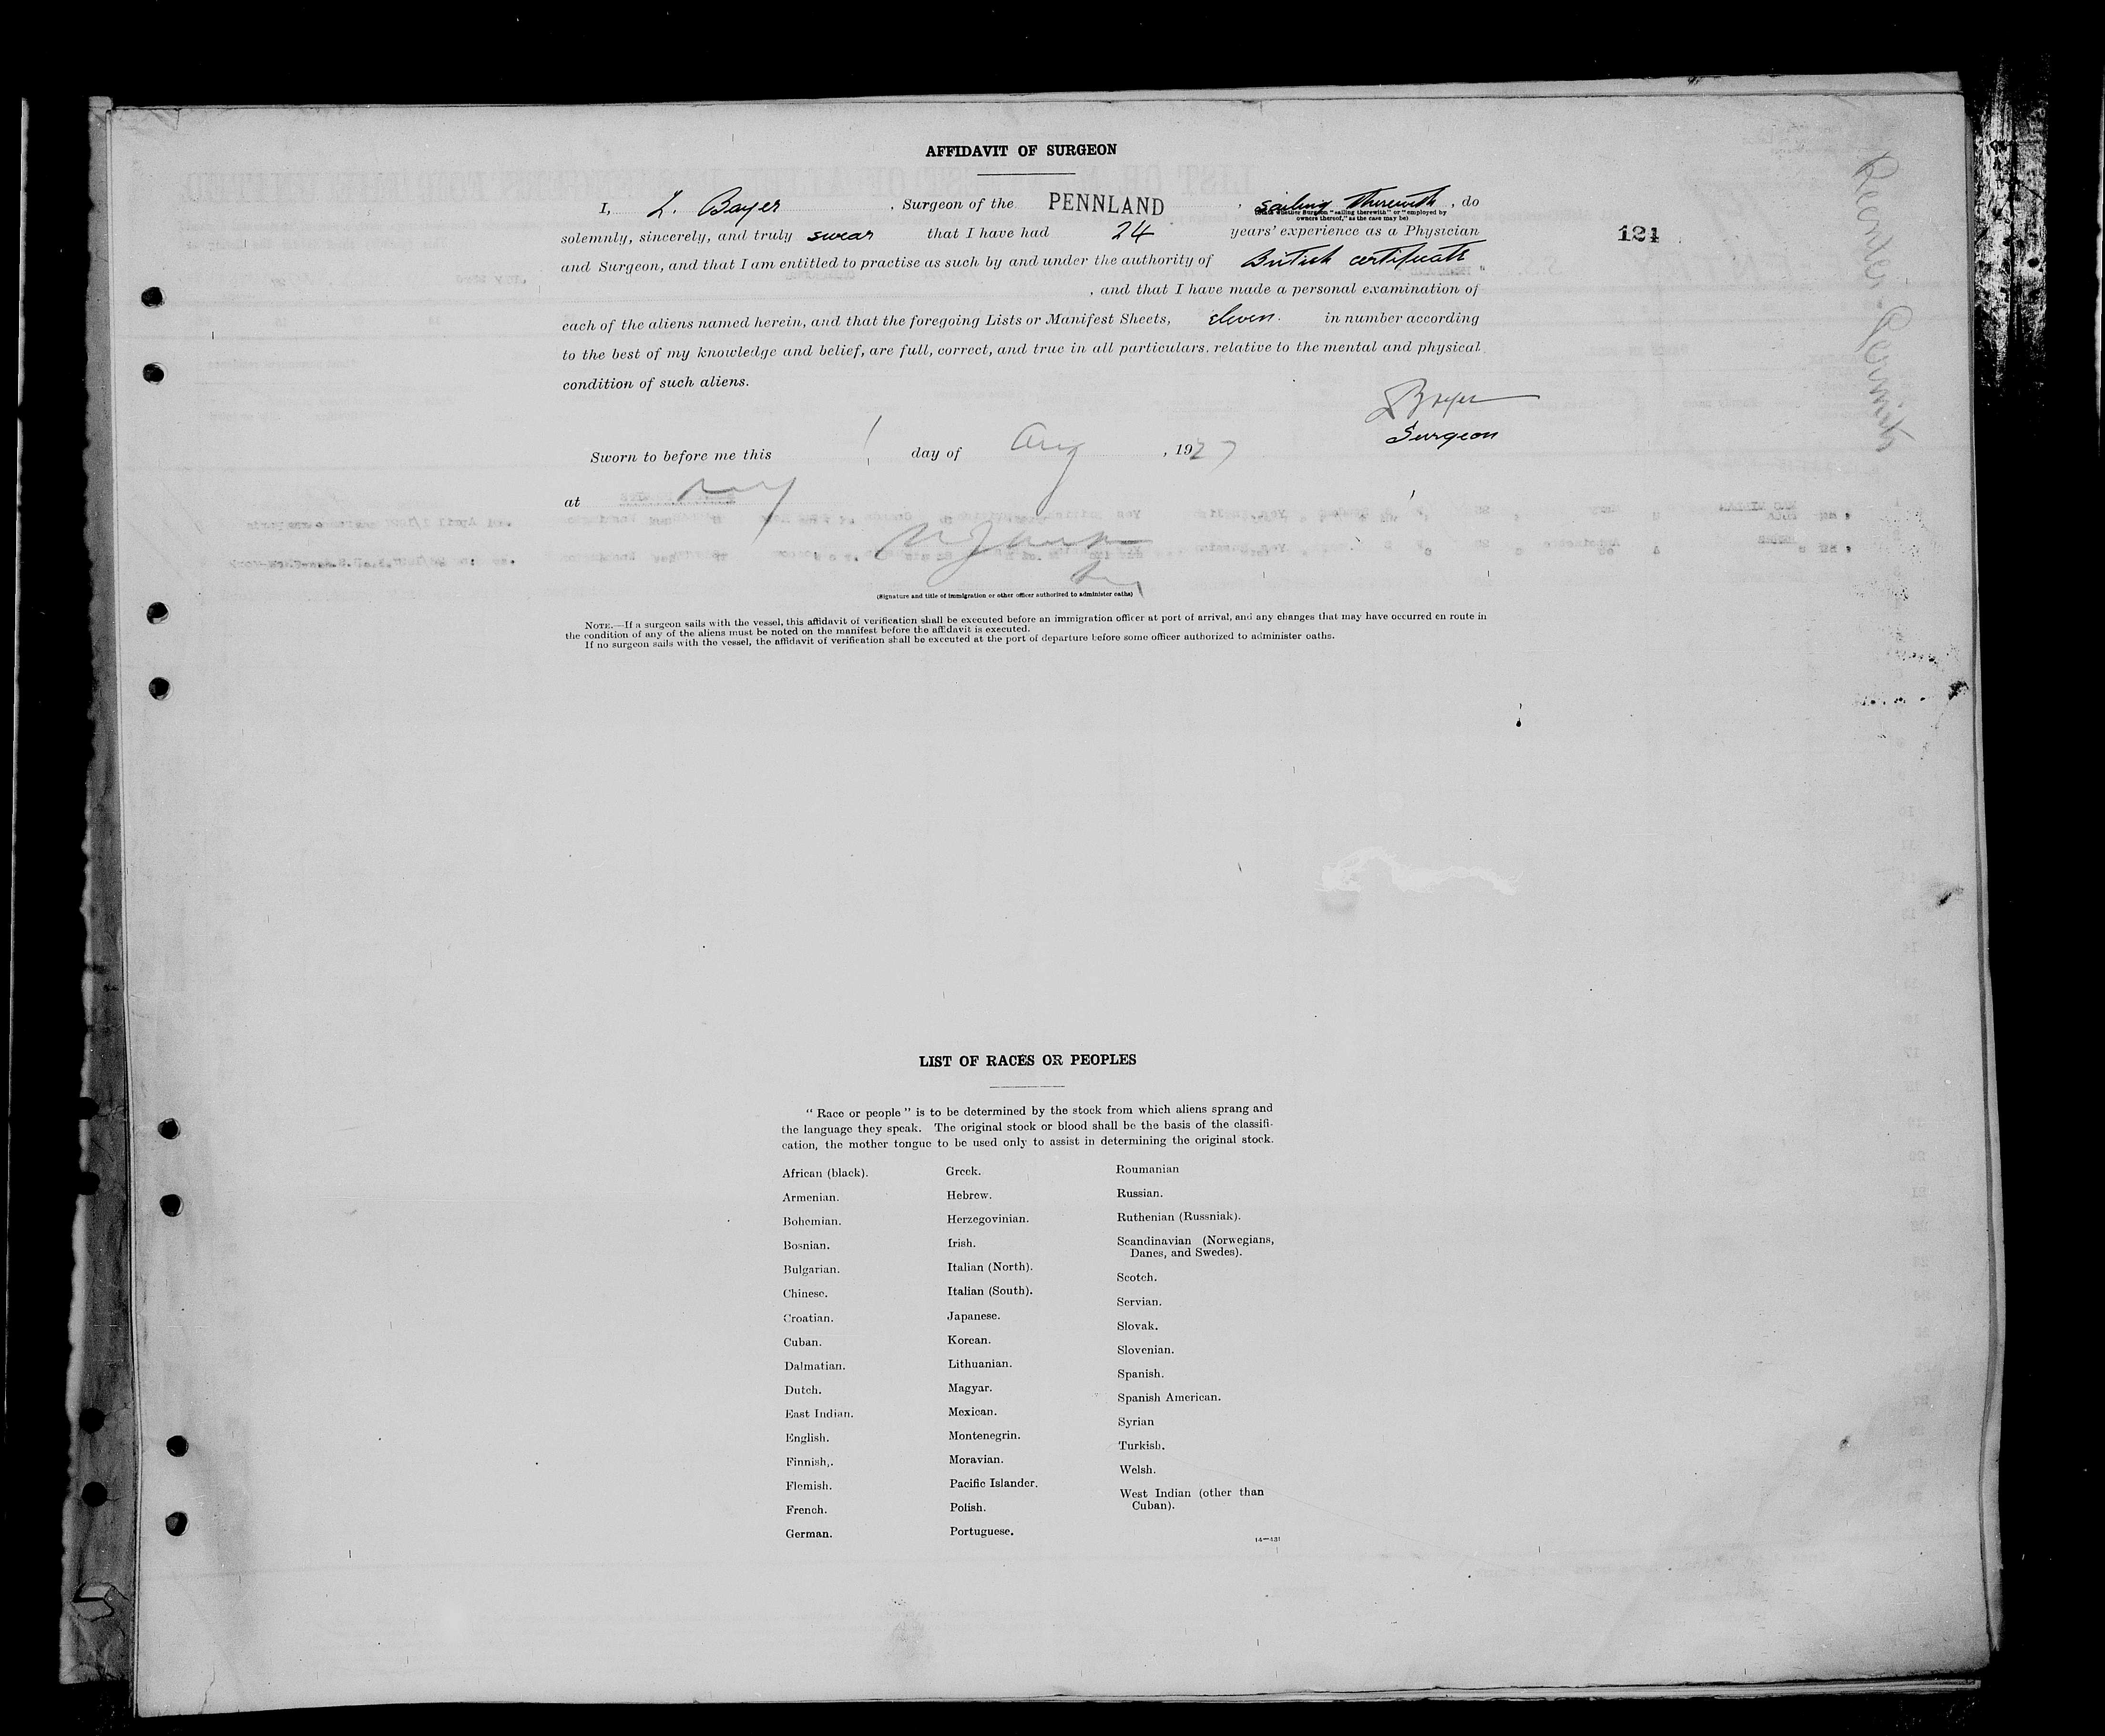 AFFIDAVIT OF SURGEON
I, L. Bayer, Surgeon of the PENNLAND, sailing therewith, do
owners thereof," as the case may be)
solemnly, sincerely, and truly swear that I have had 24 years' experience as a Physician
121
and Surgeon, and that I am entitled to practise as such by and under the authority of British certificate
, and that I have made a personal examination of
each of the aliens named herein, and that the foregoing Lists or Manifest Sheets, eleven. in number according
to the best of my knowledge and belief, are full, correct, and true in all particulars, relative to the mental and physical
condition of such aliens.
LBayer
Surgeon
Sworn to before me this 1 day of Aug, 1927
at NY
(Signature and title of immigration or other officer authorized to administer oaths)
NOTE.—If a surgeon sails with the vessel, this affidavit of verification shall be executed before an immigration officer at port of arrival, and any changes that may have occurred en route in
the condition of any of the aliens must be noted on the manifest before the affidavit is executed.
If no surgeon sails with the vessel, the affidavit of verification shall be executed at the port of departure before some officer authorized to administer oaths.
LIST OF RACES OR PEOPLES
"Race or people" is to be determined by the stock from which aliens sprang and
the language they speak. The original stock or blood shall be the basis of the classifi-
cation, the mother tongue to be used only to assist in determining the original stock.
African (black).
Armenian.
Bohemian.
Bosnian.
Bulgarian.
Chinese.
Croatian.
Cuban.
Dalmatian.
Dutch.
East Indian.
English.
Finnish.
Flemish.
French.
German.
Greek.
Hebrew.
Herzegovinian.
Irish.
Italian (North).
Italian (South).
Japanese.
Korean.
Lithuanian.
Magyar.
Mexican.
Montenegrin.
Moravian.
Pacific Islander.
Polish.
Portuguese.
Roumanian
Russian.
Ruthenian (Russniak).
Scandinavian (Norwegians,
Danes, and Swedes).
Scotch.
Servian.
Slovak.
Slovenian.
Spanish.
Spanish American.
Syrian
Turkish.
Welsh.
West Indian (other than
Cuban).
14—431